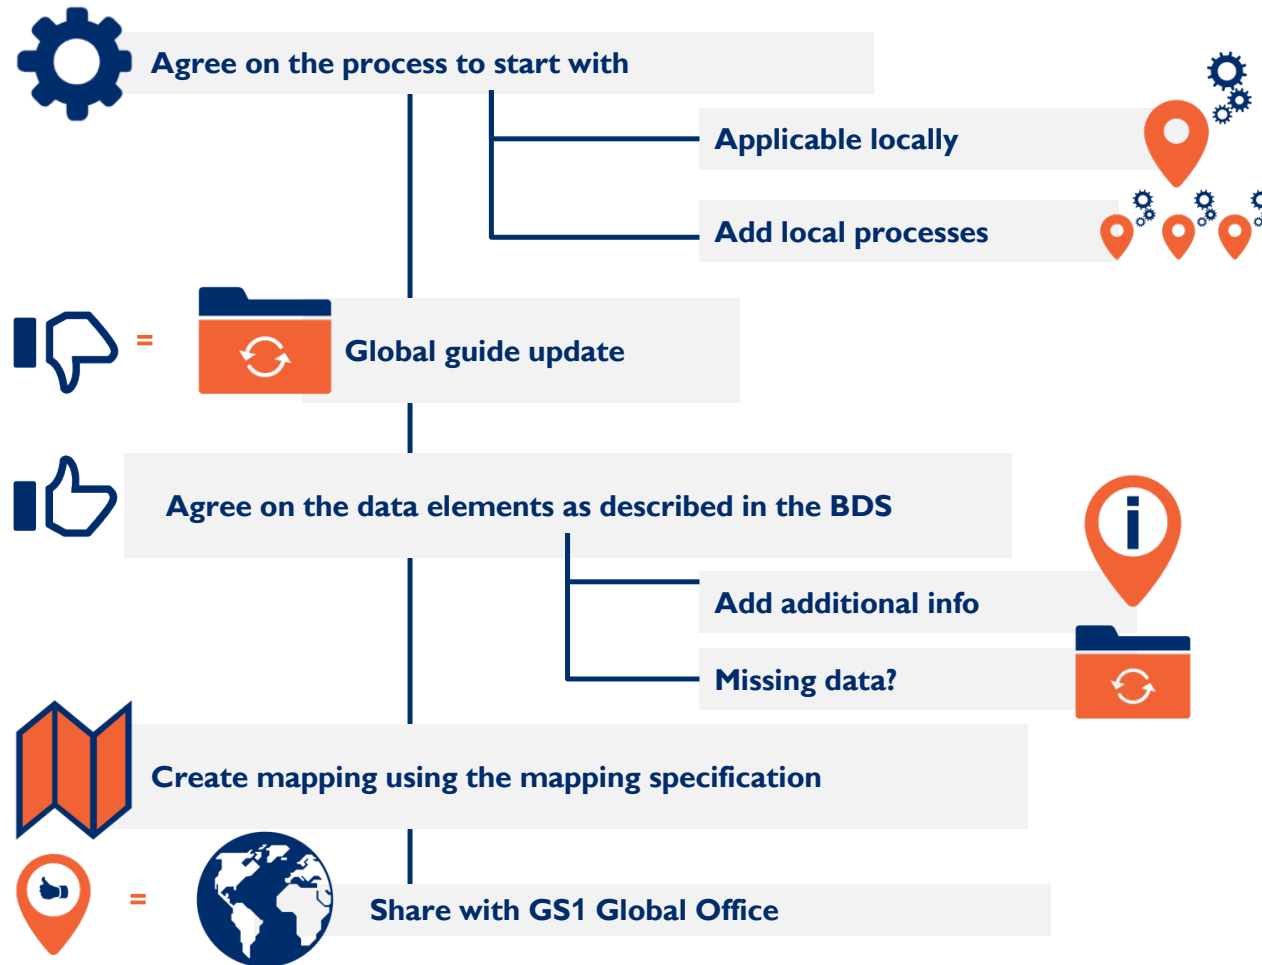 Agree on the process to start with
Applicable locally
Add local processes
=
Global guide update
Agree on the data elements as described in the BDS
i
Add additional info
Missing data?
Create mapping using the mapping specification
=
Share with GS1 Global Office